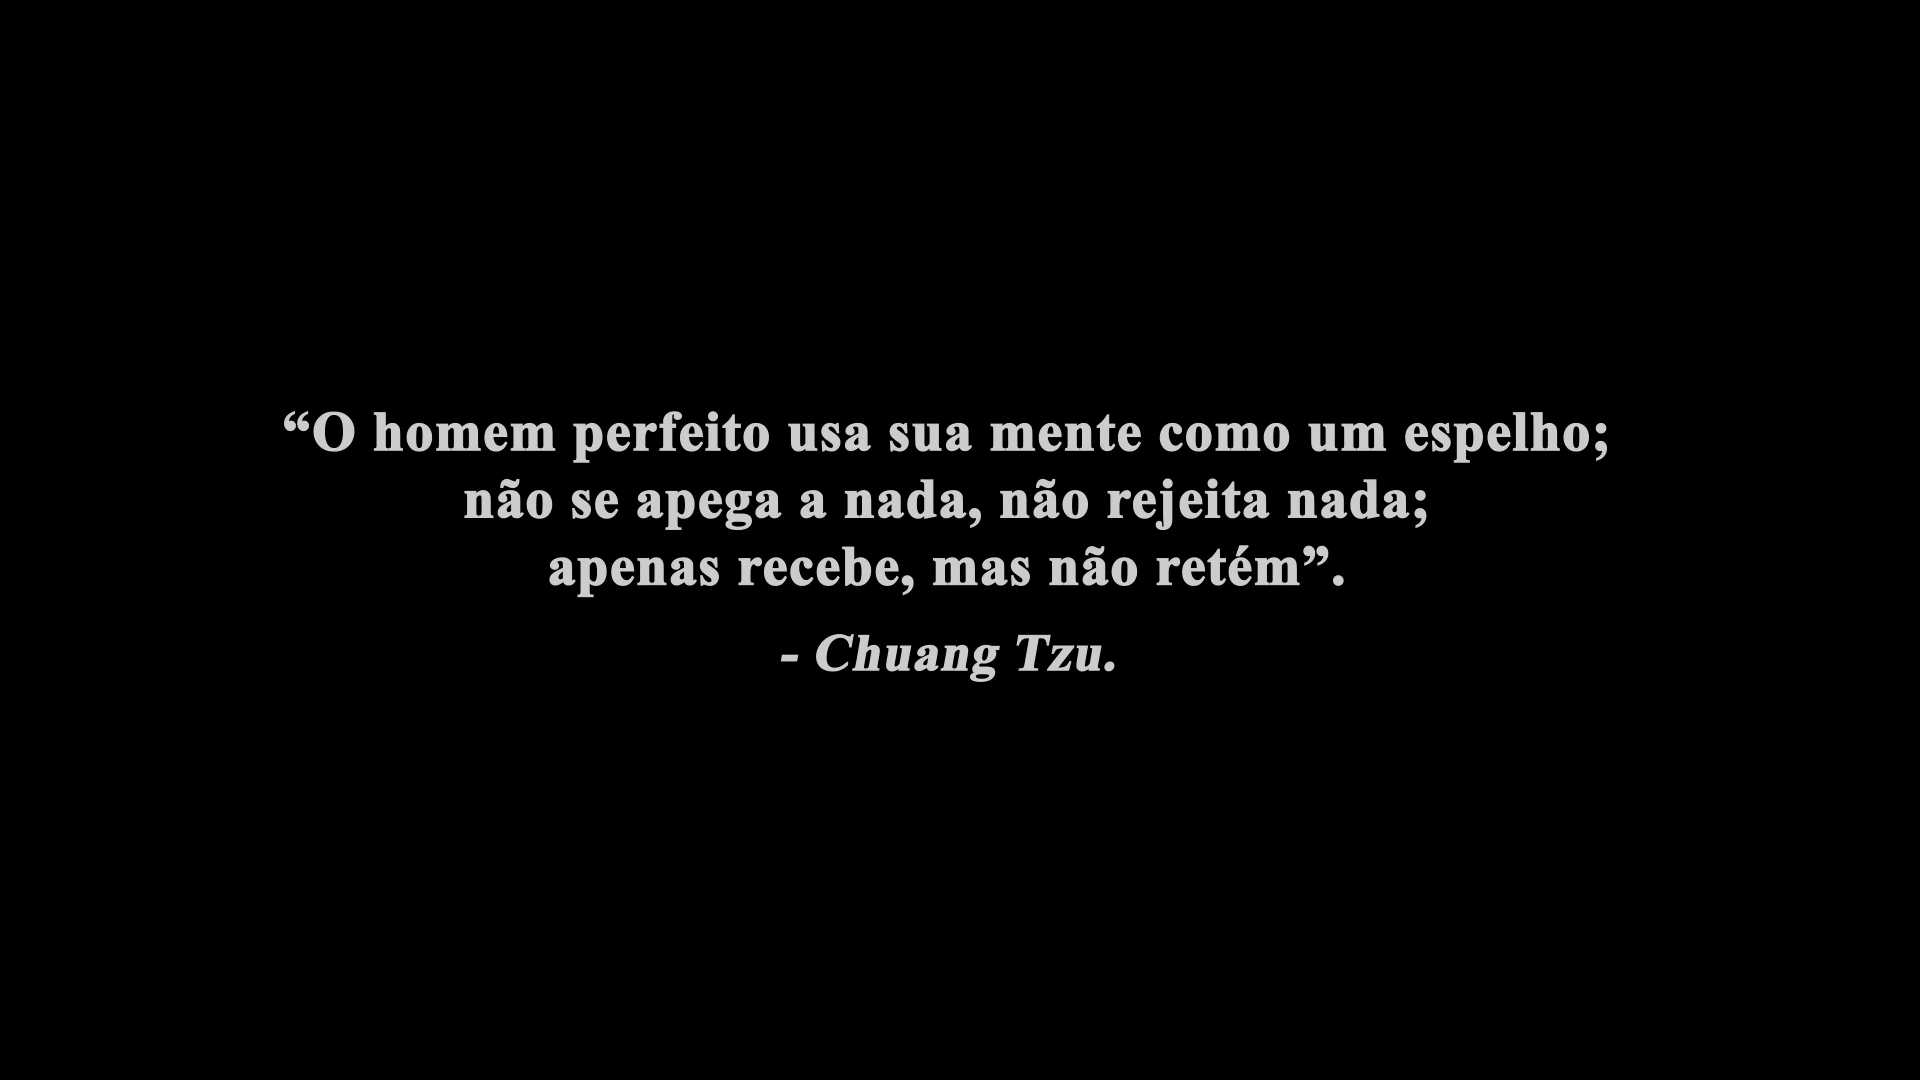 “O homem perfeito usa sua mente como um espelho;
não se apega a nada, não rejeita nada;
apenas recebe, mas não retém”.
- Chuang Tzu.